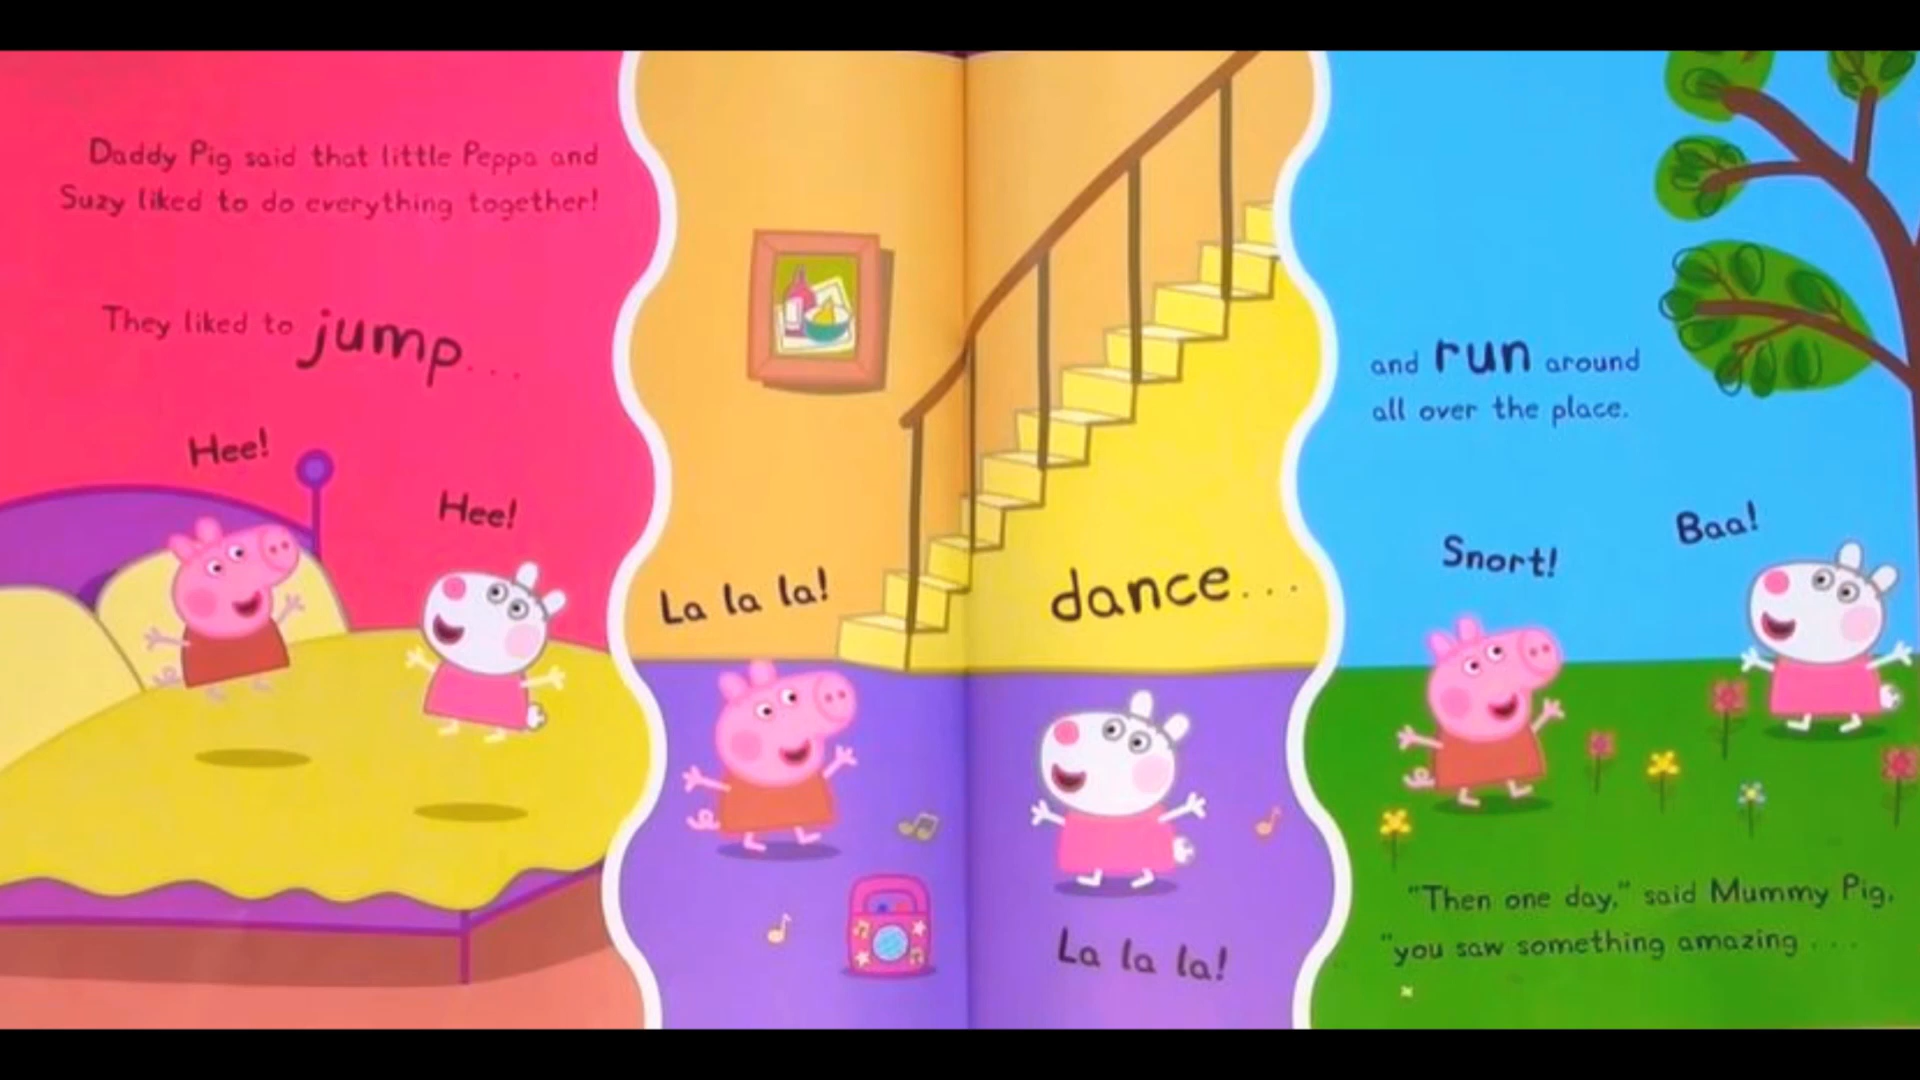 Daddy Pig said that little Peppa and
Suzy liked to do everything together!
They liked to jump...
Hee!
Hee!
La la la!
dance...
La la la!
and run around
all over the place.
Snort!
Baa!
"Then one day," said Mummy Pig,
"you saw something amazing ....